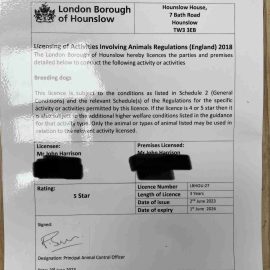 London Borough
of Hounslow
Hounslow House,
7 Bath Road
Hounslow
TW3 3EB
Licensing of Activities Involving Animals Regulations (England) 2018
The London Borough of Hounslow hereby licences the parties and premises
detailed below to conduct the following activity or activities
Breeding dogs
This licence is subject to the conditions as listed in Schedule 2 (General
Conditions) and the relevant Schedule(s) of the Regulations for the specific
activity or activities permitted by this licence. If the licence is 4 or 5 star then it
is also subject to the additional higher welfare conditions listed in the guidance
for that activity type. Only the animal or types of animal listed may be used in
relation to the relevant activity licensed.
Licensee:
Mr John Harrison
Premises Licensed:
Mr John Harrison
Rating:
5 Star
Licence Number
Length of Licence
3 Years
Date of issue
2nd June 2023
Date of expiry
1st June 2026
Signed:
Designation: Principal Animal Control Officer
June 2023